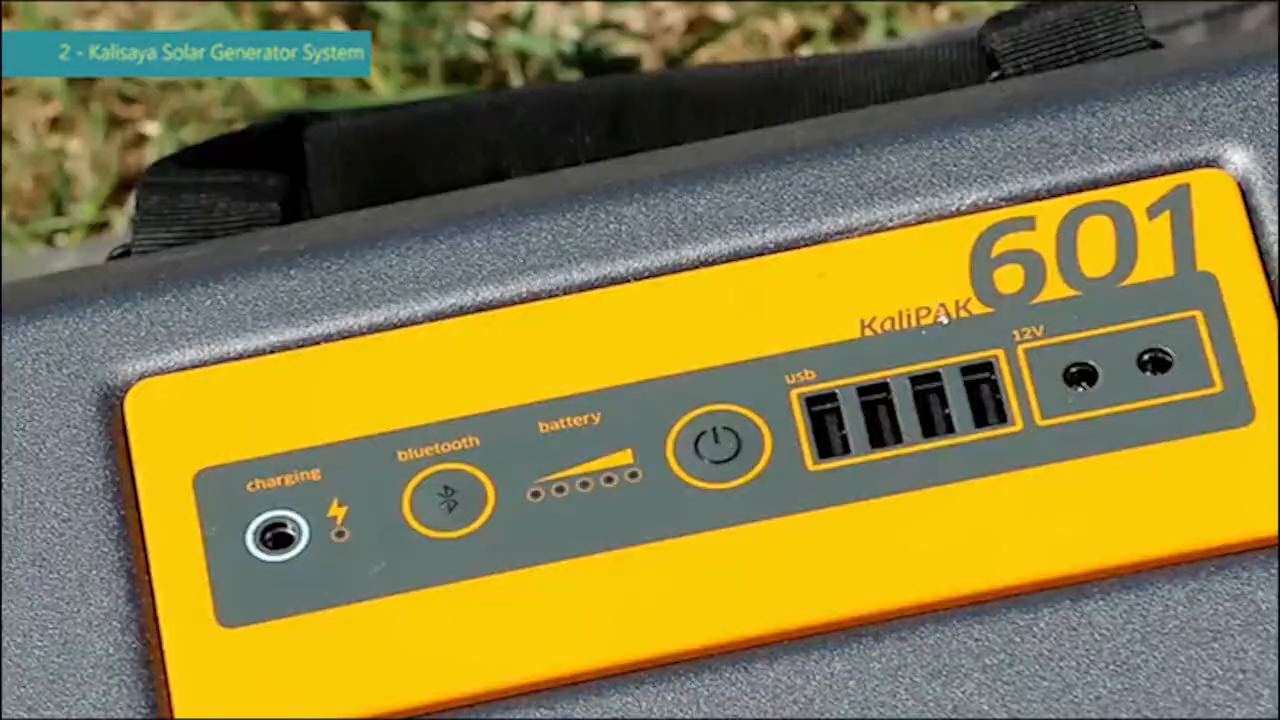 2 - Kalisaya Solar Generator System
601
KaliPAK
12V
usb
battery
bluetooth
charging